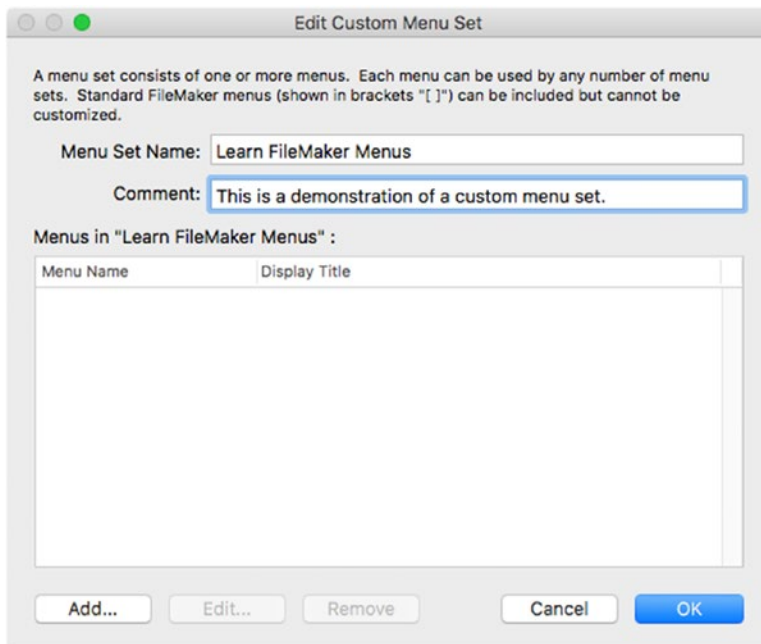 Edit Custom Menu Set
A menu set consists of one or more menus.  Each menu can be used by any number of menu
sets.  Standard FileMaker menus (shown in brackets "[ ]") can be included but cannot be
customized.
Menu Set Name: Learn FileMaker Menus
Comment: This is a demonstration of a custom menu set.
Menus in "Learn FileMaker Menus" :
Menu Name Display Title
Add... Edit... Remove Cancel OK